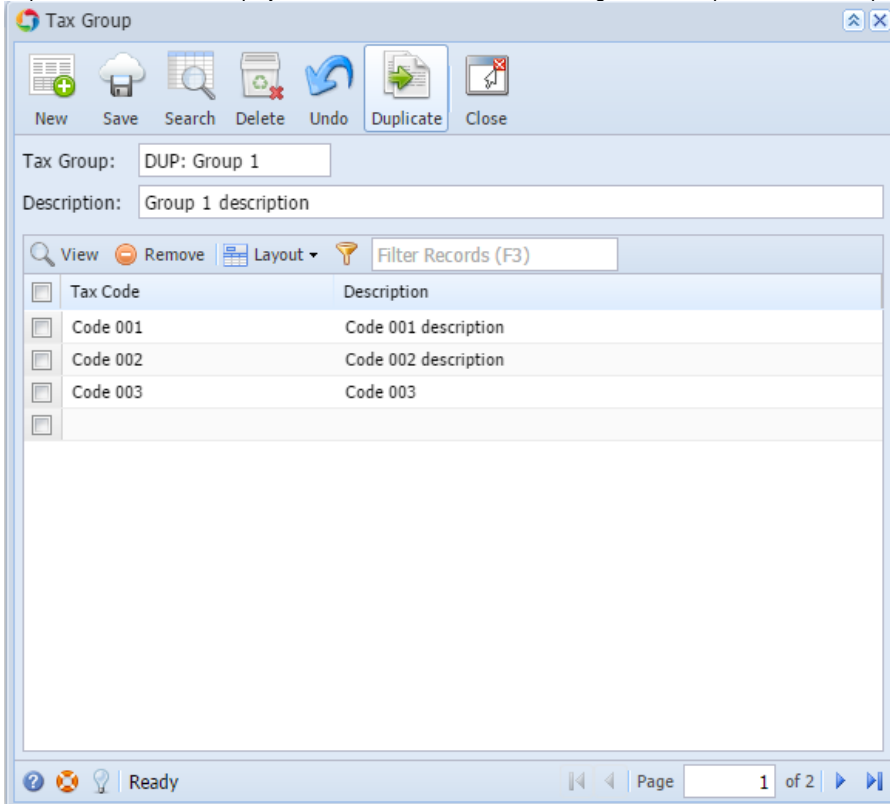 Tax Group
New Save Search Delete Undo Duplicate Close
Tax Group: DUP: Group 1
Description: Group 1 description
View Remove Layout Filter Records (F3)
Tax Code Description
Code 001 Code 001 description
Code 002 Code 002 description
Code 003 Code 003
Ready Page 1 of 2